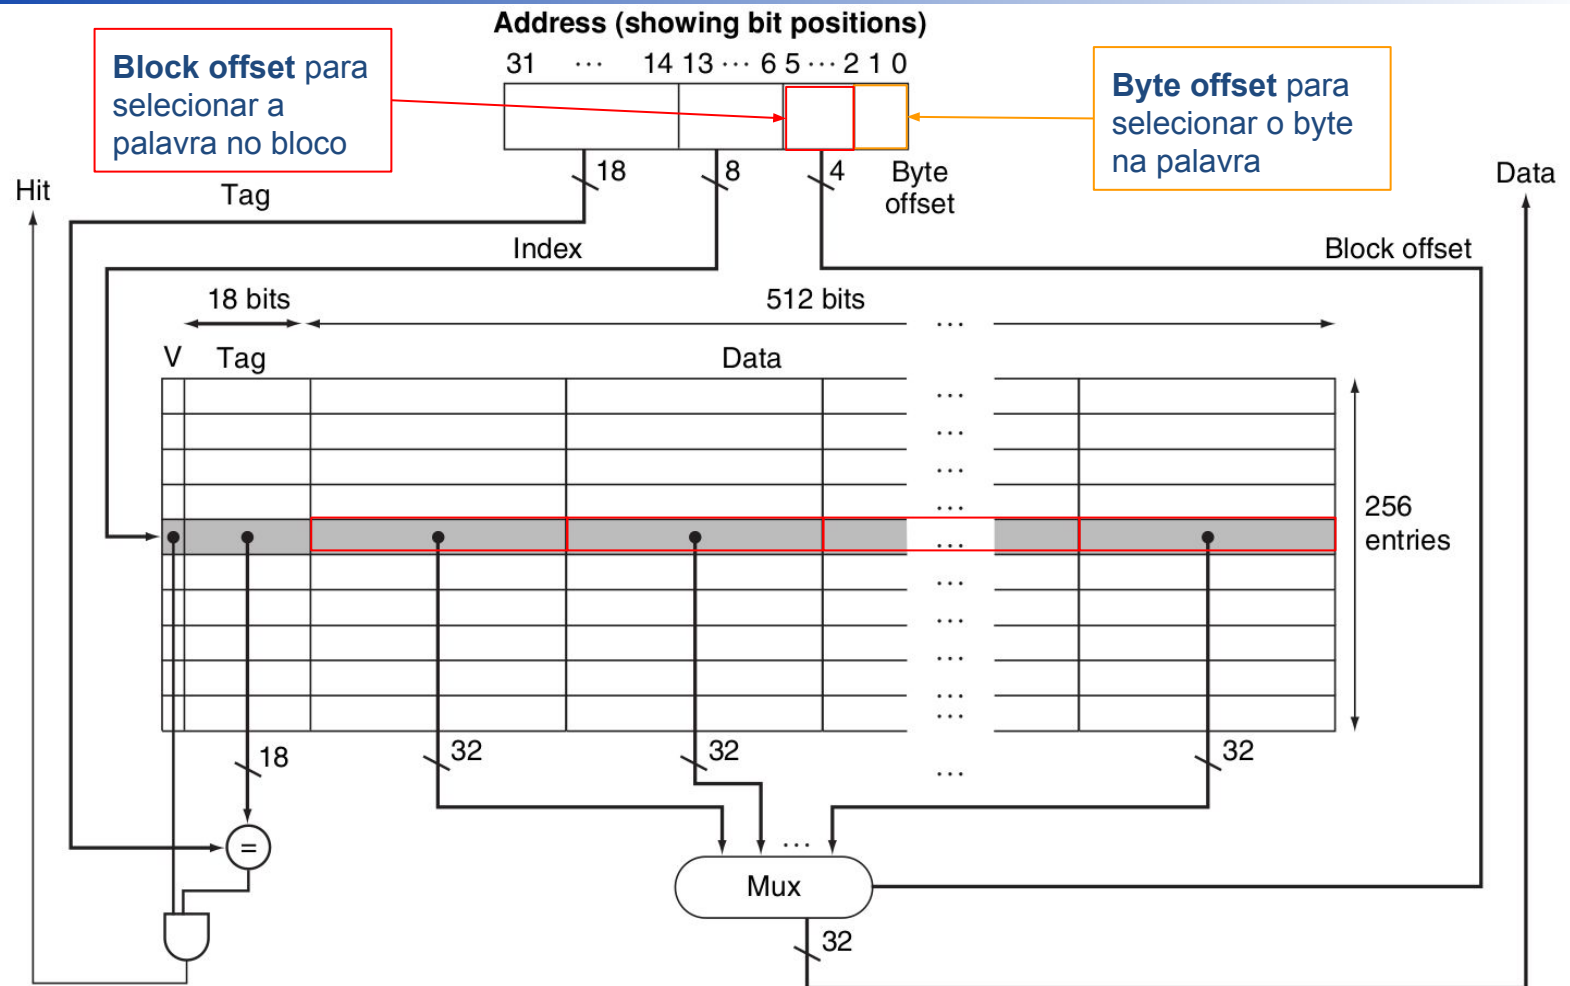 Address (showing bit positions)
Block offset para
selecionar a
palavra no bloco
31 ··· 14 13 ··· 6 5 ··· 2 1 0
Byte offset para
selecionar o byte
na palavra
18
8
4
Byte
offset
Hit
Tag
Data
Index
Block offset
18 bits
512 bits
···
V
Tag
Data
···
···
···
···
···
···
···
···
···
···
256
entries
18
32
32
···
32
=
···
Mux
32